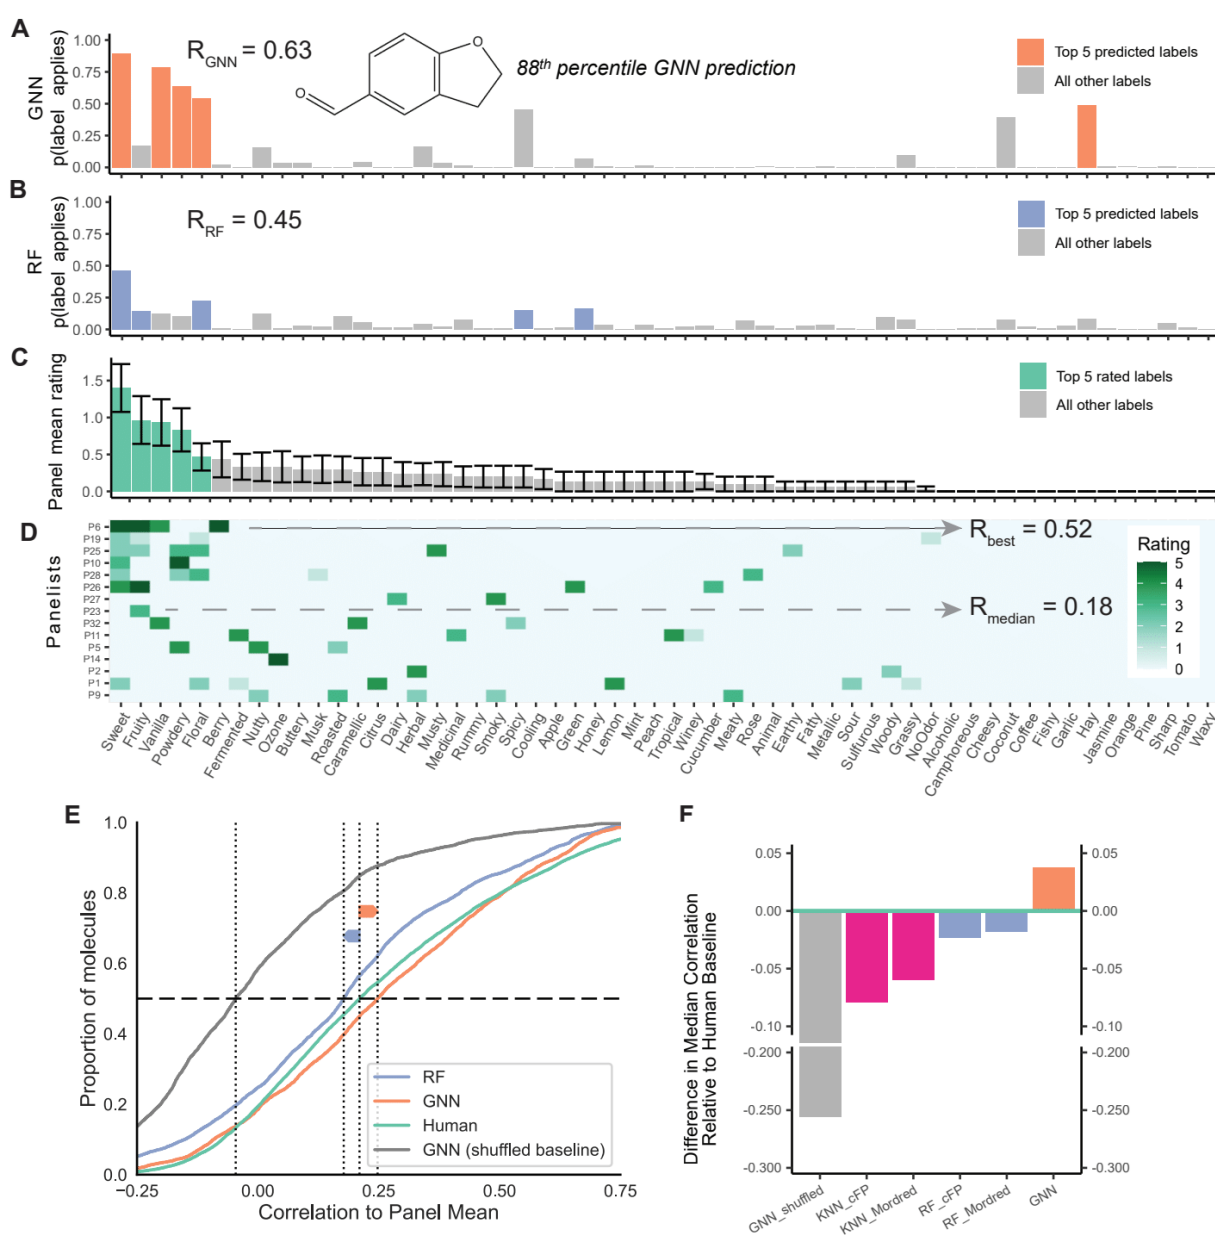 A
GNN
p(label applies)
1.00
0.75
0.50
0.25
0.00
R_GNN = 0.63
O
O
88th percentile GNN prediction
Top 5 predicted labels
All other labels
B
RF
p(label applies)
1.00
0.75
0.50
0.25
0.00
R_RF = 0.45
Top 5 predicted labels
All other labels
C
Panel mean rating
1.5
1.0
0.5
0.0
Top 5 rated labels
All other labels
D
Panelists
P6
P19
P25
P10
P28
P26
P27
P23
P32
P11
P5
P14
P2
P1
P9
R_best = 0.52
R_median = 0.18
Rating
5
4
3
2
1
0
Sweet
Fruity
Vanilla
Powdery
Floral
Berry
Fermented
Nutty
Ozone
Buttery
Musk
Roasted
Caramellic
Citrus
Dairy
Herbal
Musty
Medicinal
Rummy
Smoky
Spicy
Cooling
Apple
Green
Honey
Lemon
Mint
Peach
Tropical
Winey
Cucumber
Meaty
Rose
Animal
Earthy
Fatty
Metallic
Sour
Sulfurous
Woody
Grassy
NoOdor
Alcoholic
Camphoreous
Cheesy
Coconut
Coffee
Fishy
Garlic
Hay
Jasmine
Orange
Pine
Sharp
Tomato
Waxy
E
Proportion of molecules
1.0
0.8
0.6
0.4
0.2
0.0
−0.25
0.00
0.25
0.50
0.75
Correlation to Panel Mean
RF
GNN
Human
GNN (shuffled baseline)
F
Difference in Median Correlation
Relative to Human Baseline
0.05
0.00
-0.05
-0.10
-0.200
-0.250
-0.300
0.05
0.00
-0.05
-0.10
-0.200
-0.250
-0.300
GNN_shuffled
KNN_cFP
KNN_Mordred
RF_cFP
RF_Mordred
GNN